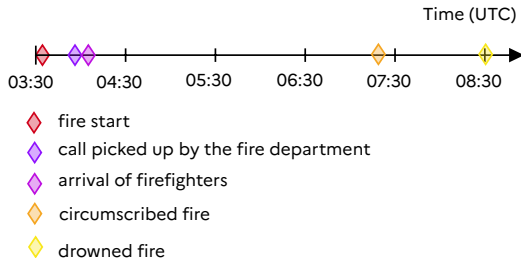 Time (UTC)
03:30 04:30 05:30 06:30 07:30 08:30
fire start
call picked up by the fire department
arrival of firefighters
circumscribed fire
drowned fire